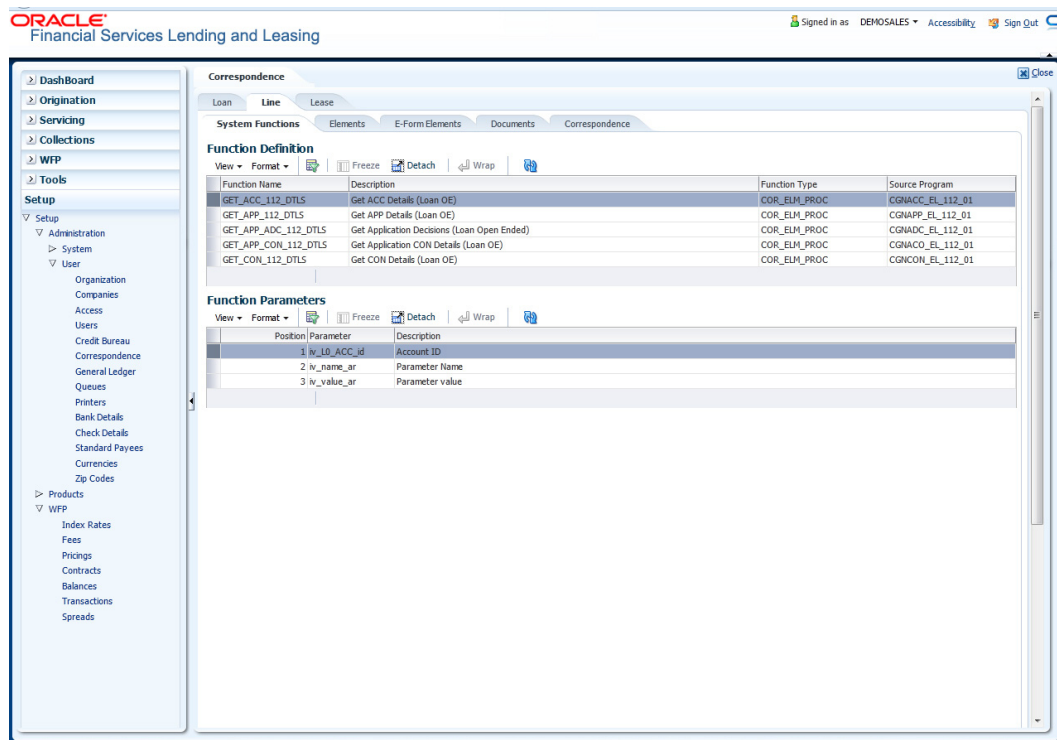 ORACLE
Financial Services Lending and Leasing
Signed in as DEMOSALES Accessibility Sign Out
Close
DashBoard
Origination
Servicing
Collections
WFP
Tools
Setup
Setup
Administration
System
User
Organization
Companies
Access
Users
Credit Bureau
Correspondence
General Ledger
Queues
Printers
Bank Details
Check Details
Standard Payees
Currencies
Zip Codes
Products
WFP
Index Rates
Fees
Pricings
Contracts
Balances
Transactions
Spreads
Correspondence
Loan Line Lease
System Functions Elements E-Form Elements Documents Correspondence
Function Definition
View Format Freeze Detach Wrap
Function Name Description Function Type Source Program
GET_ACC_112_DTLS Get ACC Details (Loan OE) COR_ELM_PROC CGNACC_EL_112_01
GET_APP_112_DTLS Get APP Details (Loan OE) COR_ELM_PROC CGNAPP_EL_112_01
GET_APP_ADC_112_DTLS Get Application Decisions (Loan Open Ended) COR_ELM_PROC CGNADC_EL_112_01
GET_APP_CON_112_DTLS Get Application CON Details (Loan OE) COR_ELM_PROC CGNACO_EL_112_01
GET_CON_112_DTLS Get CON Details (Loan OE) COR_ELM_PROC CGNCON_EL_112_01
Function Parameters
View Format Freeze Detach Wrap
Position Parameter Description
1 iv_L0_ACC_id Account ID
2 iv_name_ar Parameter Name
3 iv_value_ar Parameter value